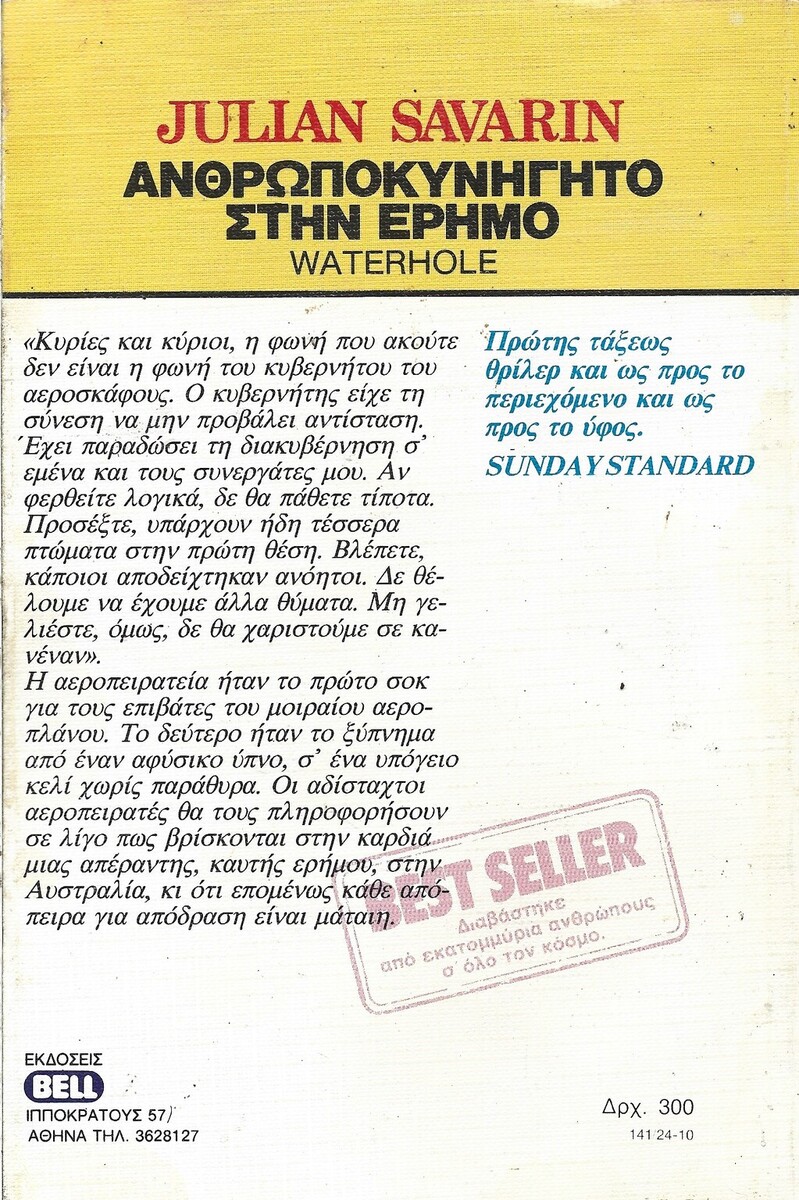 JULIAN SAVARIN
ΑΝΘΡΩΠΟΚΥΝΗΓΗΤΟ
ΣΤΗΝ ΕΡΗΜΟ
WATERHOLE
«Κυρίες και κύριοι, η φωνή που ακούτε
δεν είναι η φωνή του κυβερνήτου του
αεροσκάφους. Ο κυβερνήτης είχε τη
σύνεση να μην προβάλει αντίσταση.
Έχει παραδώσει τη διακυβέρνηση σ'
εμένα και τους συνεργάτες μου. Αν
φερθείτε λογικά, δε θα πάθετε τίποτα.
Προσέξτε, υπάρχουν ήδη τέσσερα
πτώματα στην πρώτη θέση. Βλέπετε,
κάποιοι αποδείχτηκαν ανόητοι. Δε θέ-
λουμε να έχουμε άλλα θύματα. Μη γε-
λιέστε, όμως, δε θα χαριστούμε σε κα-
νέναν».
Η αεροπειρατεία ήταν το πρώτο σοκ
για τους επιβάτες του μοιραίου αερο-
πλάνου. Το δεύτερο ήταν το ξύπνημα
από έναν αφύσικο ύπνο, σ' ένα υπόγειο
κελί χωρίς παράθυρα. Οι αδίσταχτοι
αεροπειρατές θα τους πληροφορήσουν
σε λίγο πως βρίσκονται στην καρδιά
μιας απέραντης, καυτής ερήμου, στην
Αυστραλία, κι ότι επομένως κάθε από-
πειρα για απόδραση είναι μάταιη.
Πρώτης τάξεως
θρίλερ και ως προς το
περιεχόμενο και ως
προς το ύφος.
SUNDAY STANDARD
BEST SELLER
Διαβάστηκε
από εκατομμύρια ανθρώπους
σ' όλο τον κόσμο.
ΕΚΔΟΣΕΙΣ
BELL
ΙΠΠΟΚΡΑΤΟΥΣ 57
ΑΘΗΝΑ ΤΗΛ. 3628127
Δρχ. 300
141/24-10